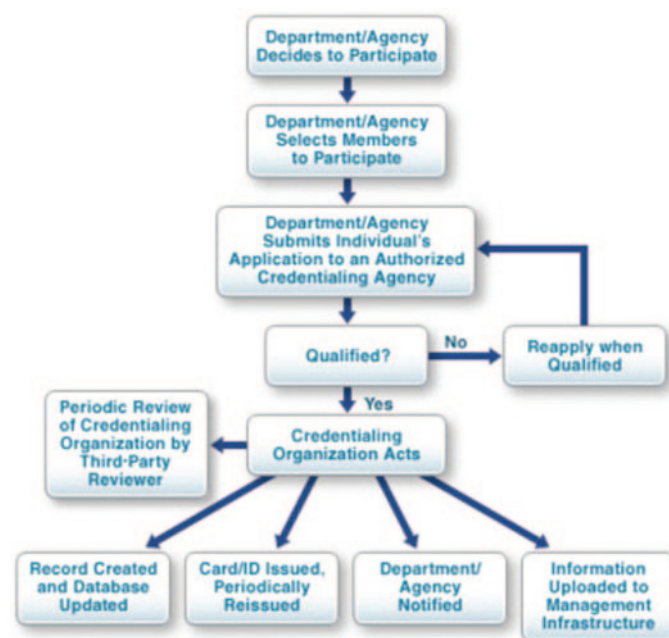 Department/Agency
Decides to Participate
Department/Agency
Selects Members
to Participate
Department/Agency
Submits Individual's
Application to an Authorized
Credentialing Agency
Qualified?
No
Reapply when
Qualified
Yes
Periodic Review
of Credentialing
Organization by
Third-Party
Reviewer
Credentialing
Organization Acts
Record Created
and Database
Updated
Card/ID Issued,
Periodically
Reissued
Department/
Agency
Notified
Information
Uploaded to
Management
Infrastructure